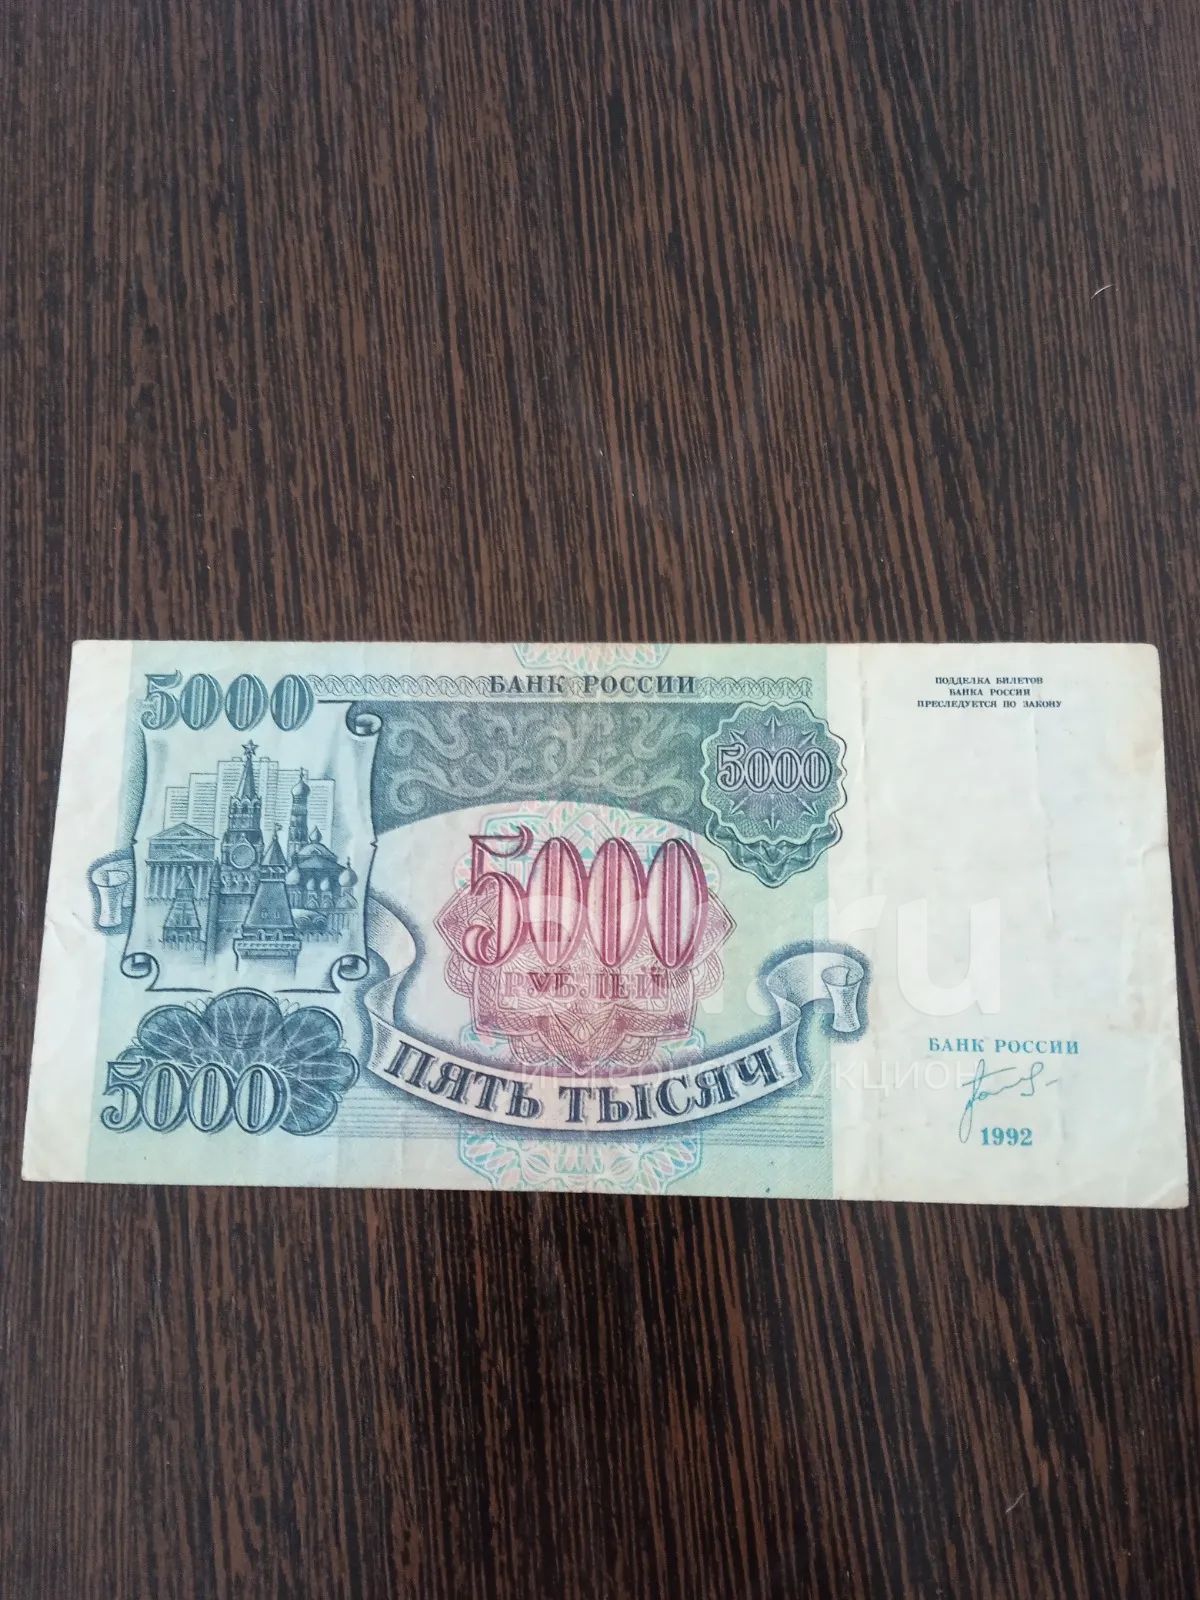 5000
БАНК РОССИИ
ПОДДЕЛКА БИЛЕТОВ
БАНКА РОССИИ
ПРЕСЛЕДУЕТСЯ ПО ЗАКОНУ
5000
5000
РУБЛЕЙ
.ru
БАНК РОССИИ
ПЯТЬ ТЫСЯЧ
5000
1992